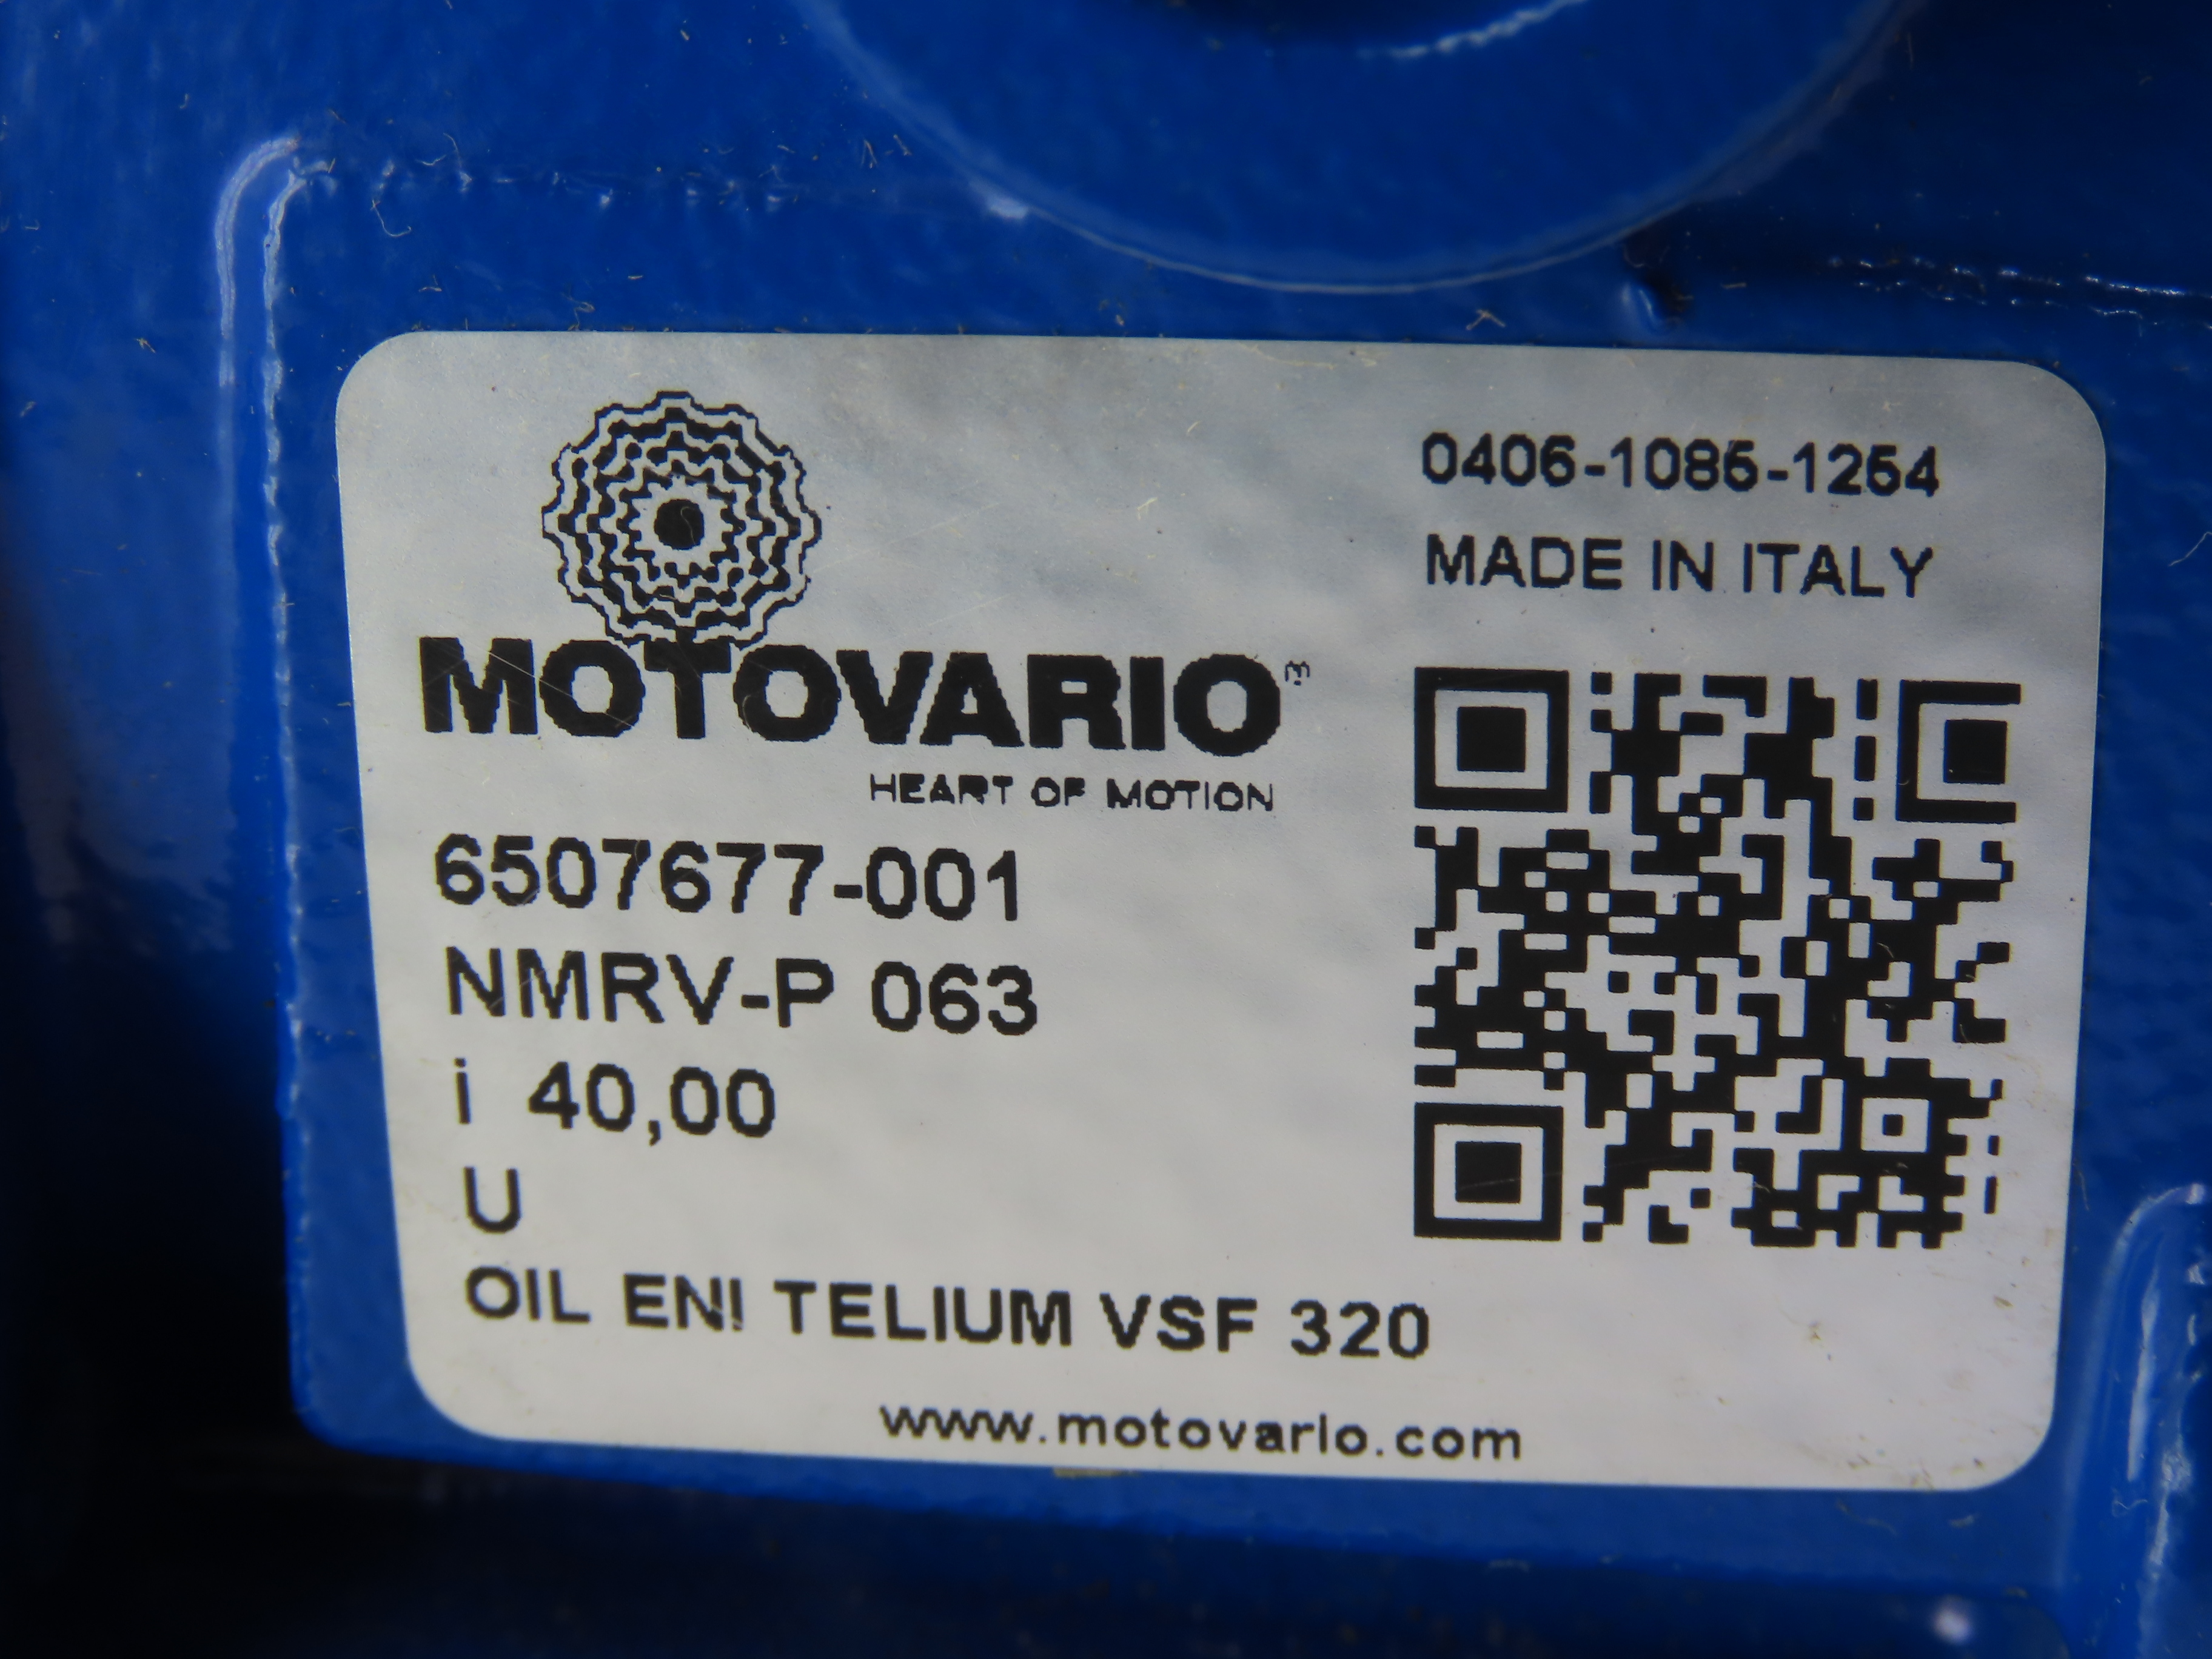 0406-1085-1254
MADE IN ITALY
MOTOVARIO
HEART OF MOTION
6507677-001
NMRV-P 063
i 40,00
U
OIL ENI TELIUM VSF 320
www.motovario.com